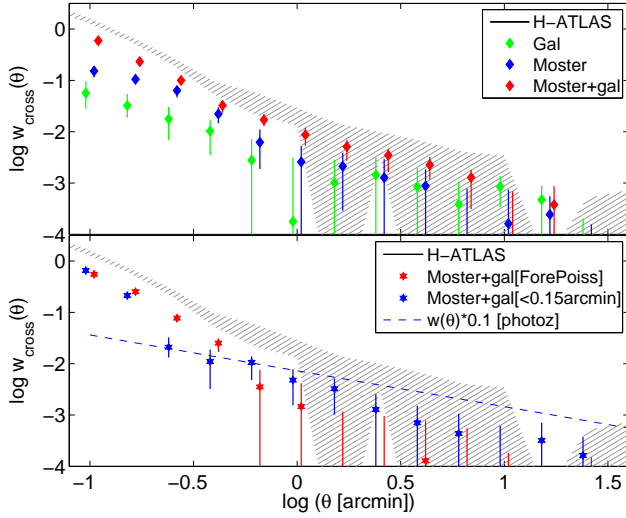 0
−1
−2
−3
−4
log w_cross(θ)
H−ATLAS
Gal
Moster
Moster+gal
0
−1
−2
−3
−4
log w_cross(θ)
H−ATLAS
Moster+gal[ForePoiss]
Moster+gal[<0.15arcmin]
w(θ)*0.1 [photoz]
−1 −0.5 0 0.5 1 1.5
log (θ [arcmin])